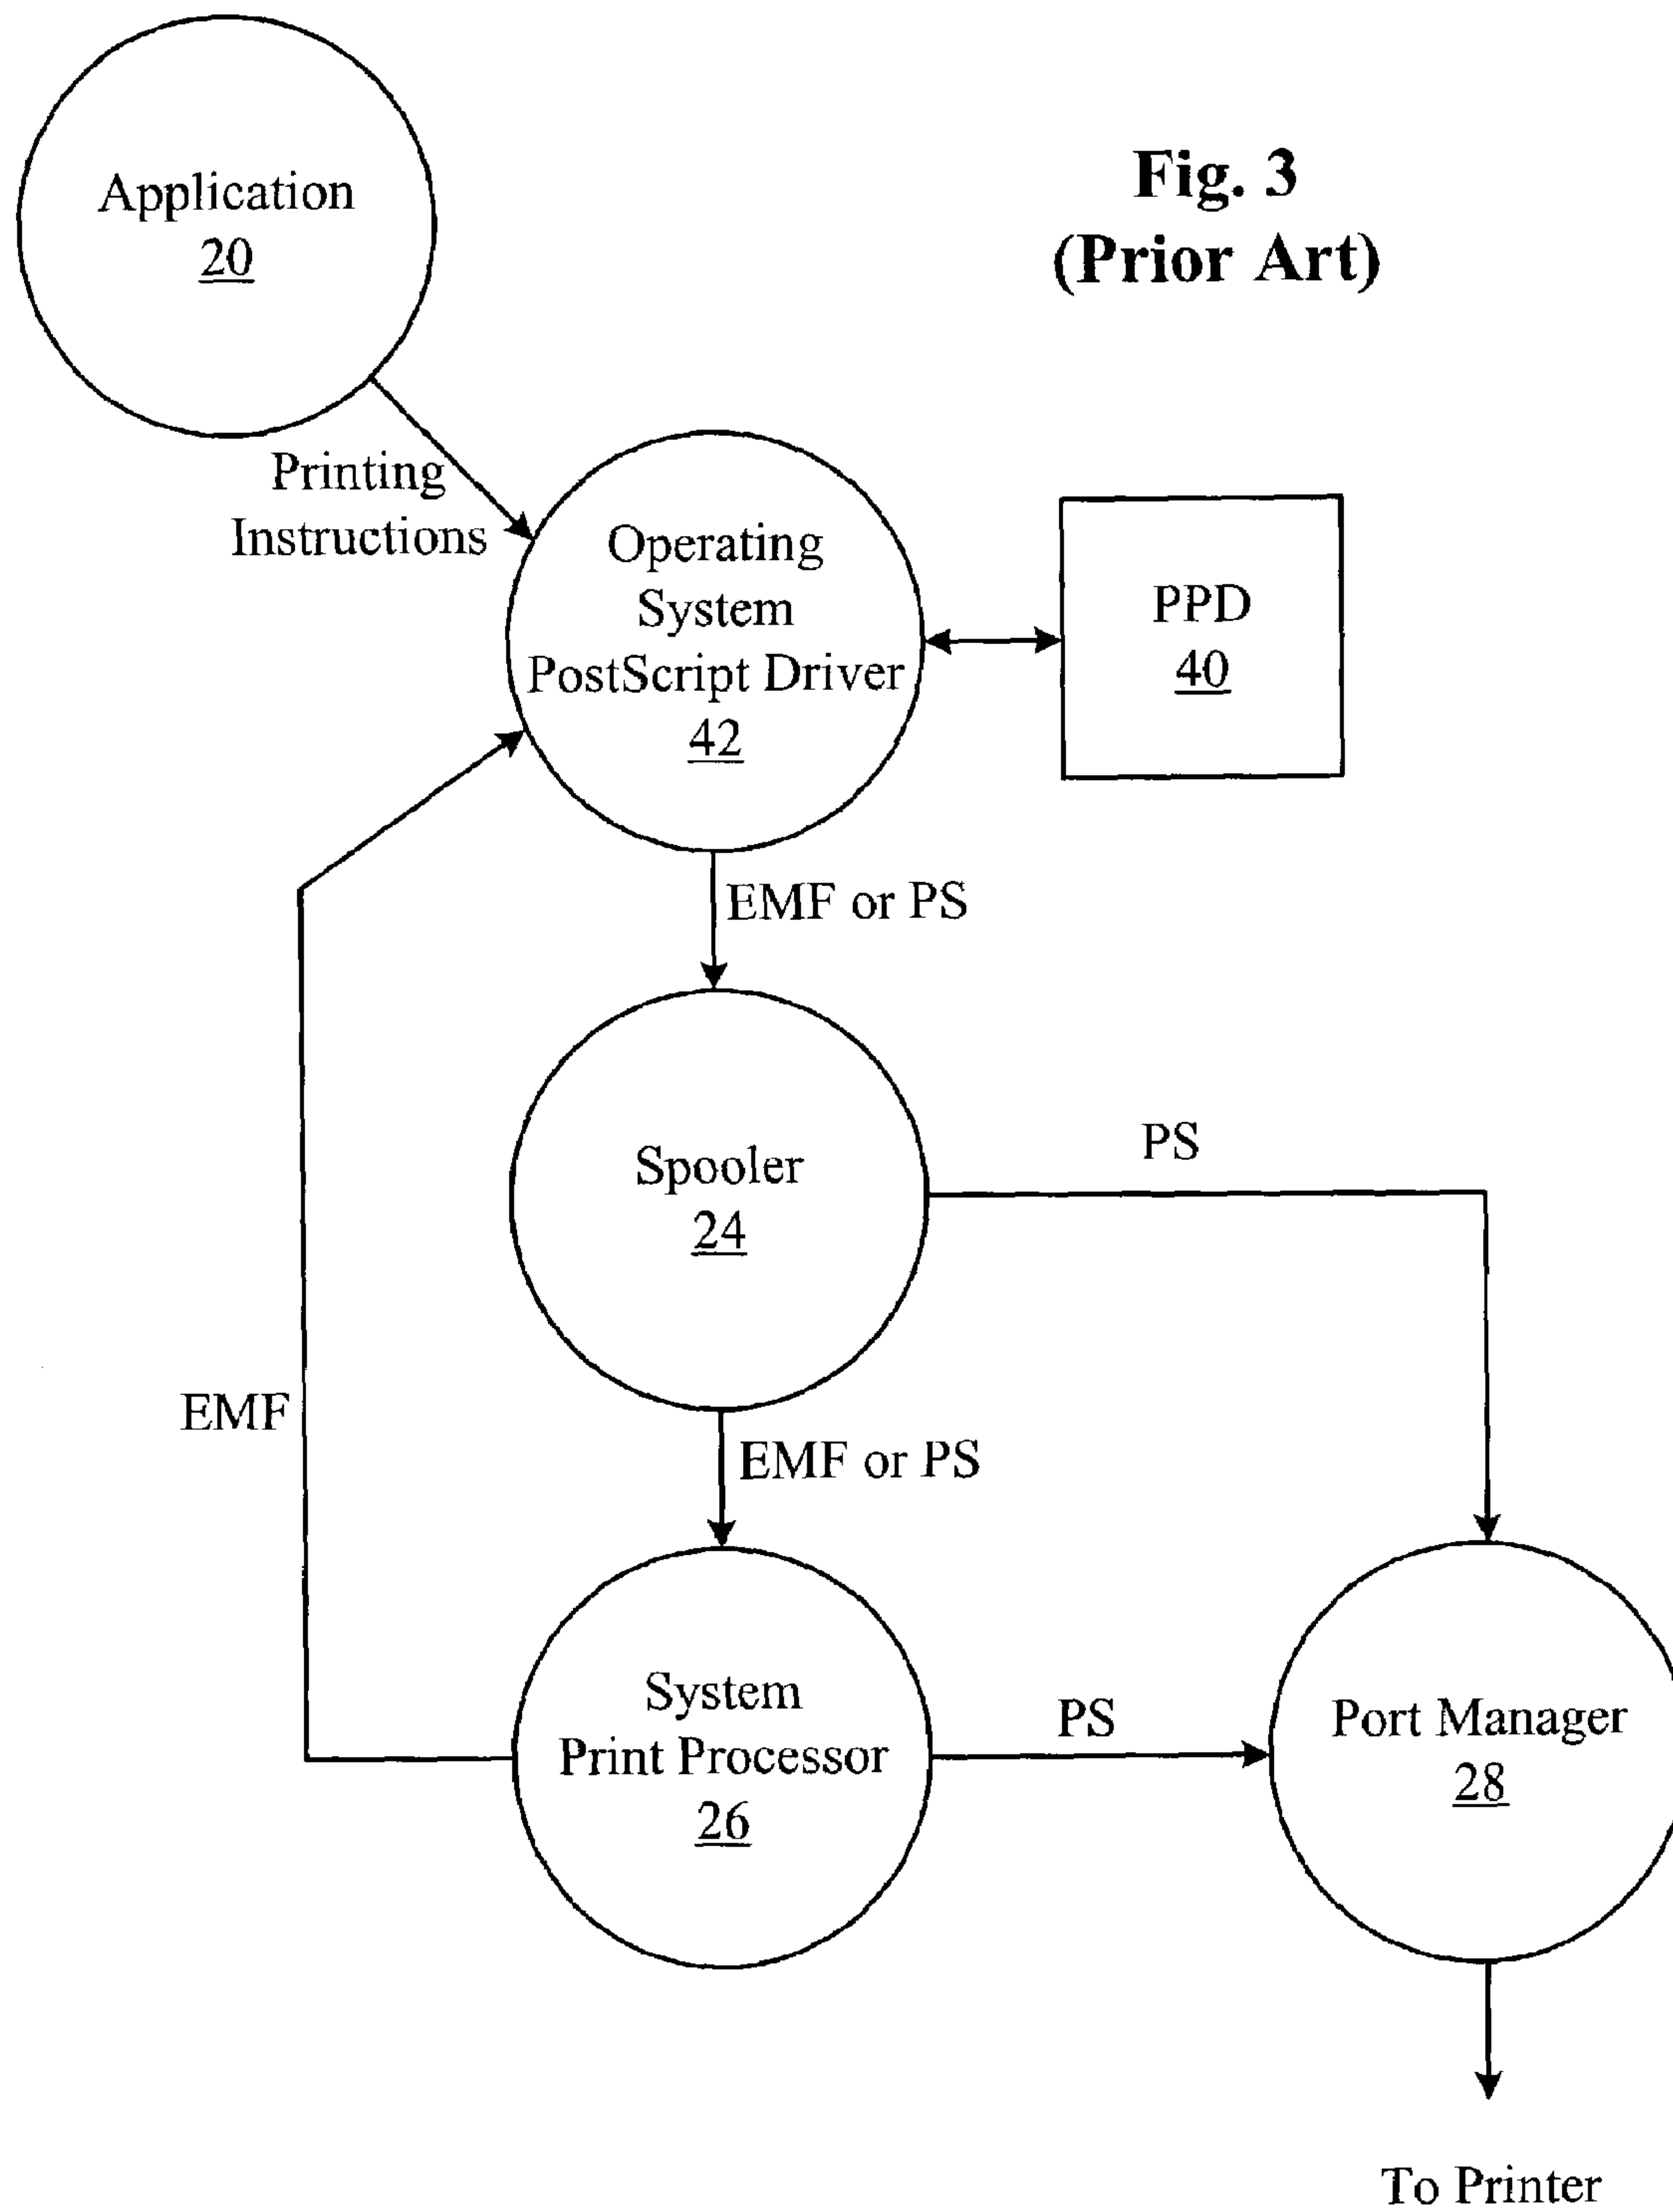 Fig. 3
(Prior Art)
Application
20
Printing
Instructions
Operating
System
PostScript Driver
42
PPD
40
EMF or PS
Spooler
24
PS
EMF
EMF or PS
System
Print Processor
26
PS
Port Manager
28
To Printer